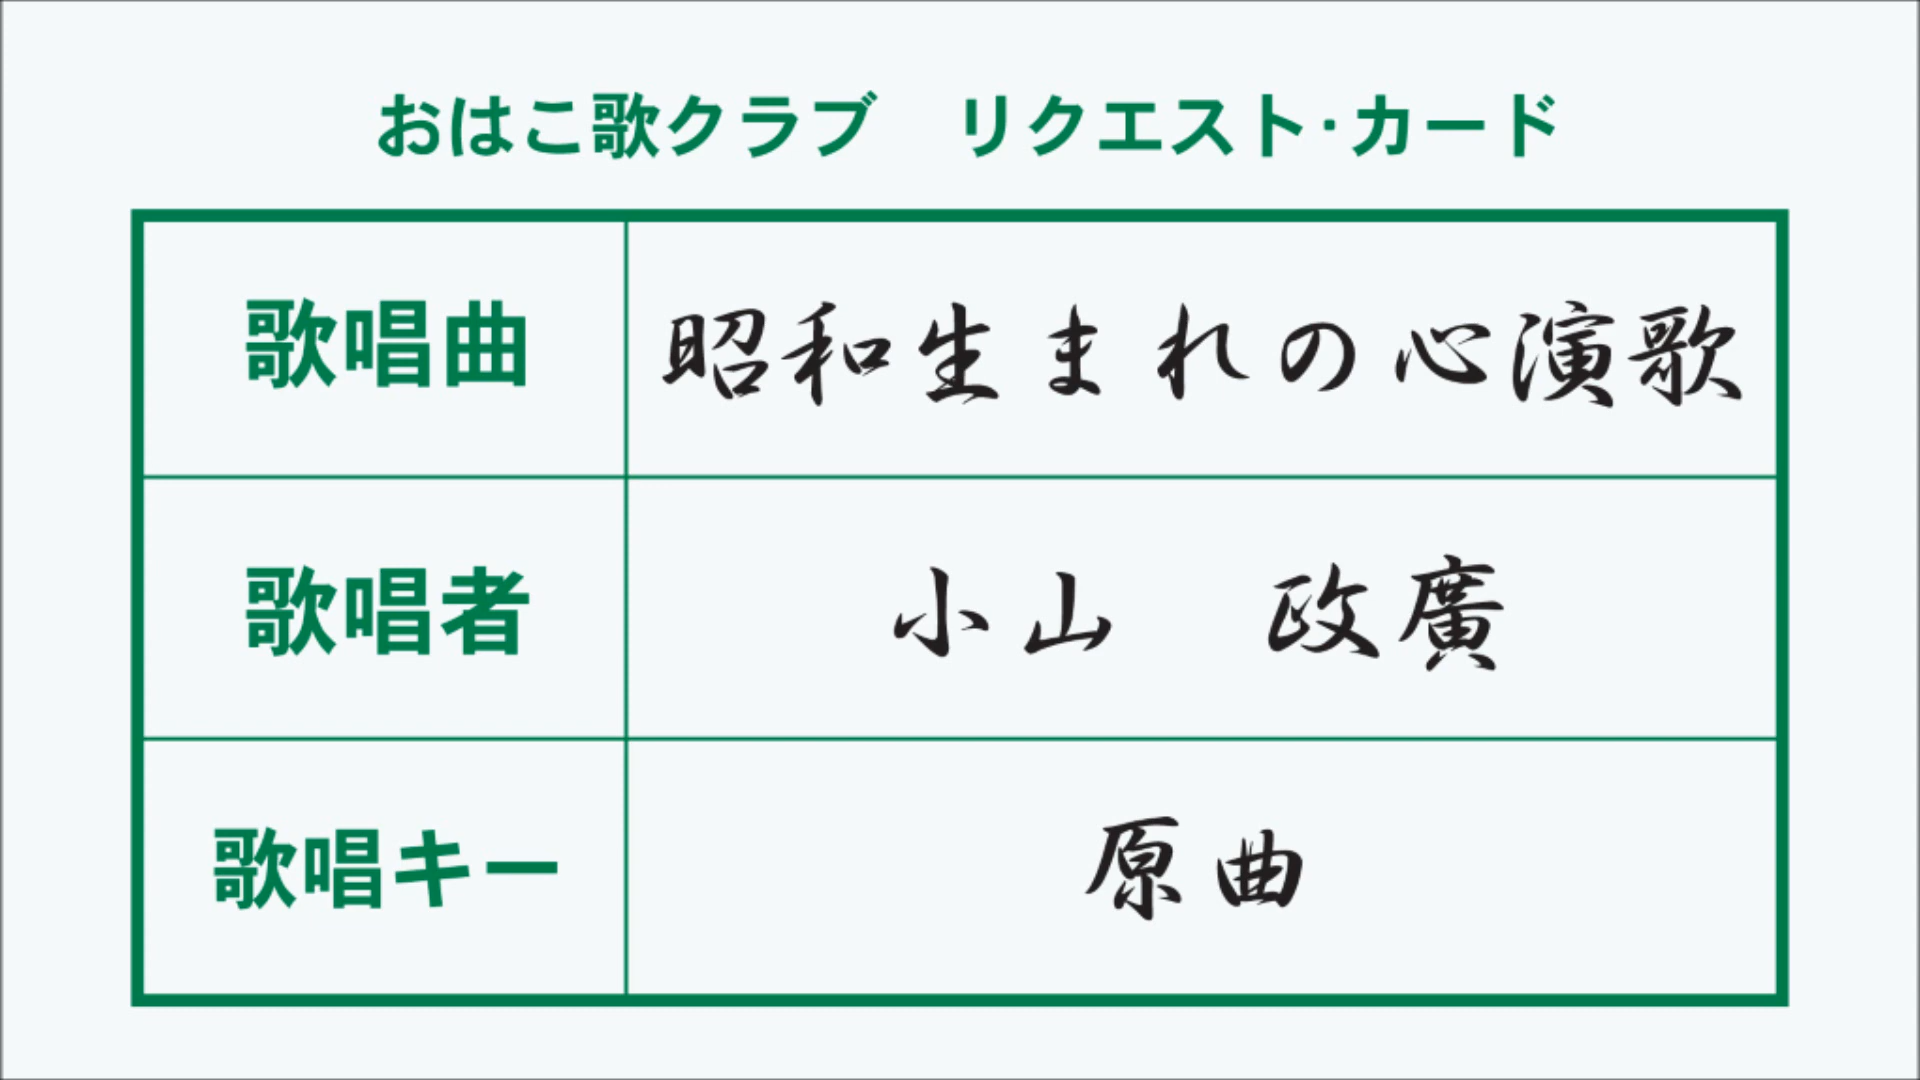 おはこ歌クラブ　リクエスト·カード
歌唱曲　昭和生まれの心演歌
歌唱者　小山　政廣
歌唱キー　原曲